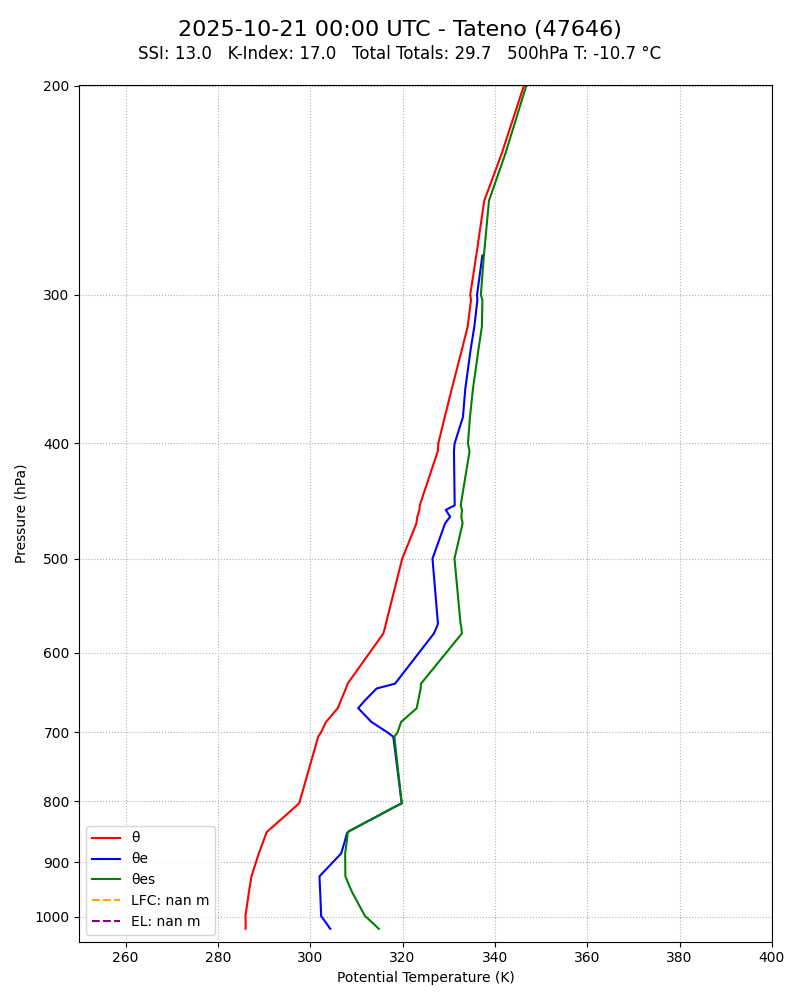 2025-10-21 00:00 UTC - Tateno (47646)
SSI: 13.0   K-Index: 17.0   Total Totals: 29.7   500hPa T: -10.7 °C
200
300
400
500
600
700
800
900
1000
Pressure (hPa)
θ
θe
θes
LFC: nan m
EL: nan m
260
280
300
320
340
360
380
400
Potential Temperature (K)